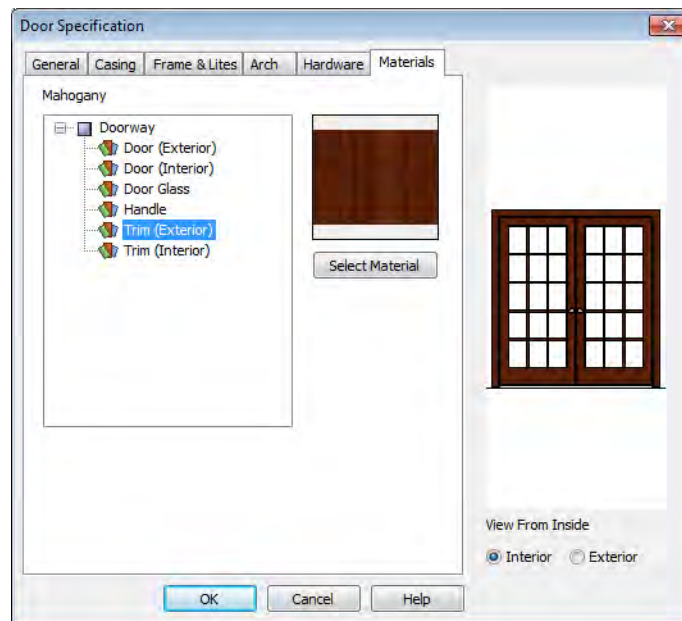 Door Specification
General Casing Frame & Lites Arch Hardware Materials
Mahogany
Doorway
Door (Exterior)
Door (Interior)
Door Glass
Handle
Trim (Exterior)
Trim (Interior)
Select Material
View From Inside
Interior Exterior
OK Cancel Help